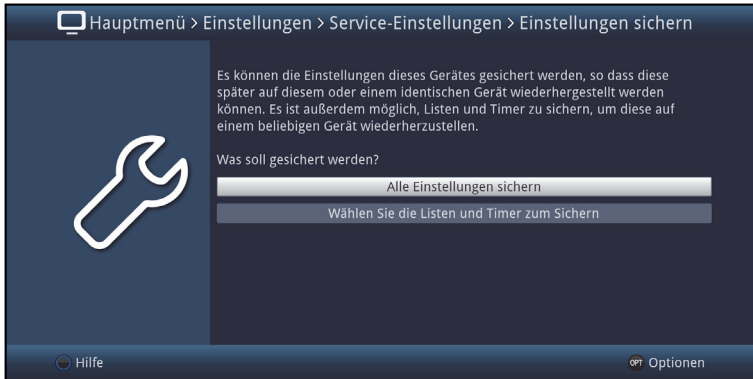 Hauptmenü > Einstellungen > Service-Einstellungen > Einstellungen sichern
Es können die Einstellungen dieses Gerätes gesichert werden, so dass diese
später auf diesem oder einem identischen Gerät wiederhergestellt werden
können. Es ist außerdem möglich, Listen und Timer zu sichern, um diese auf
einem beliebigen Gerät wiederherzustellen.
Was soll gesichert werden?
Alle Einstellungen sichern
Wählen Sie die Listen und Timer zum Sichern
Hilfe
OPT Optionen